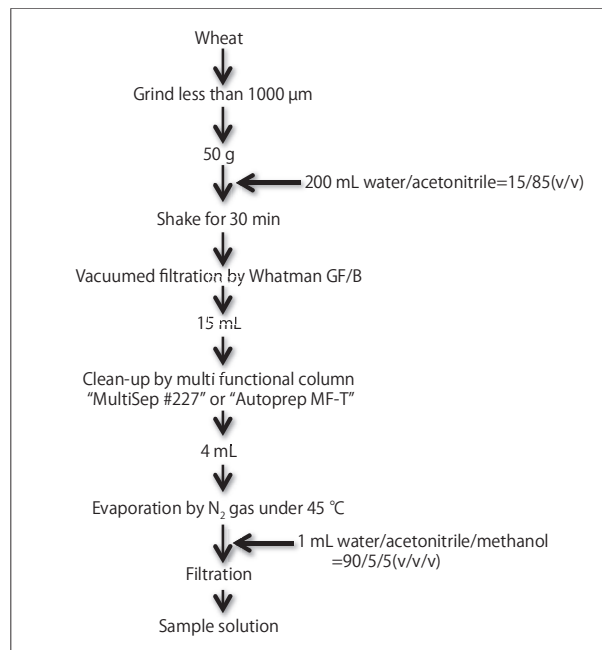 Wheat
Grind less than 1000 μm
50 g
200 mL water/acetonitrile=15/85(v/v)
Shake for 30 min
Vacuumed filtration by Whatman GF/B
15 mL
Clean-up by multi functional column
“MultiSep #227” or “Autoprep MF-T”
4 mL
Evaporation by N₂ gas under 45 °C
1 mL water/acetonitrile/methanol
=90/5/5(v/v/v)
Filtration
Sample solution